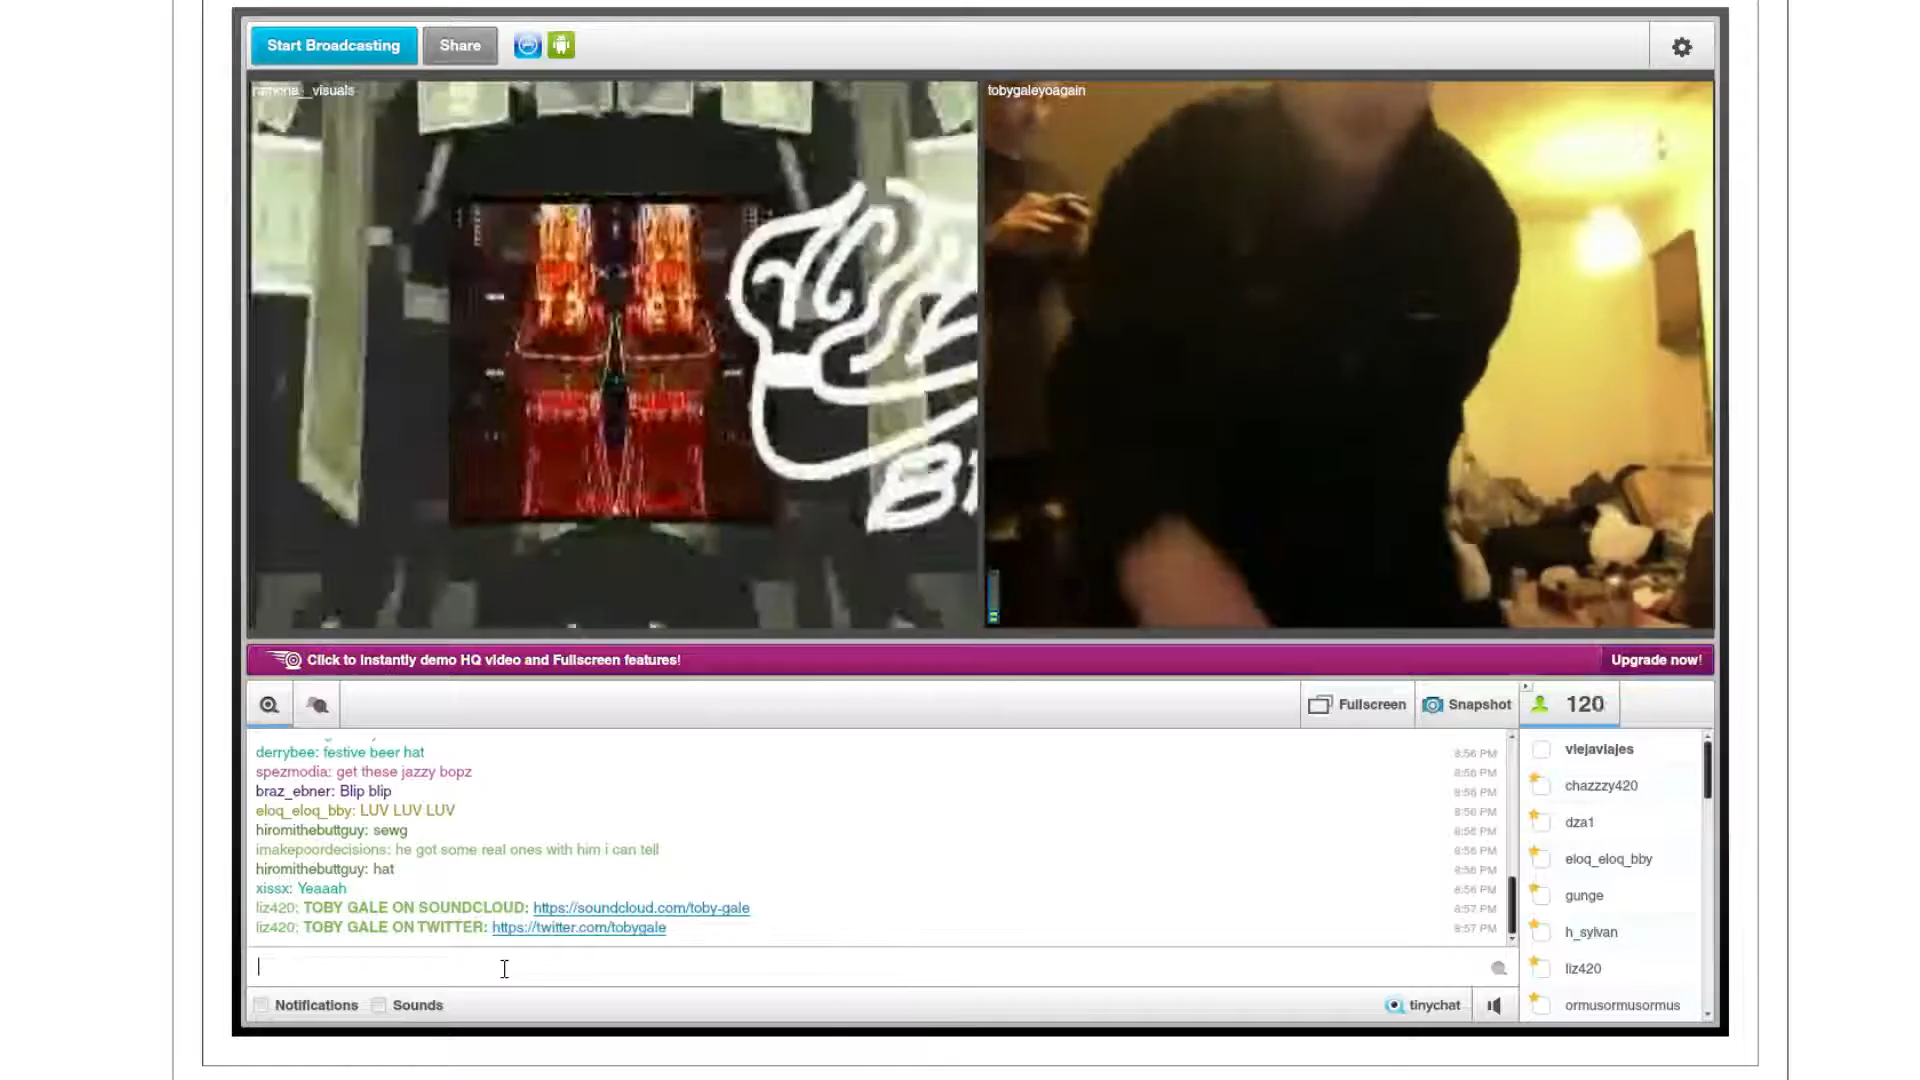 Start Broadcasting
Share
tobygaleyoagain
Click to instantly demo HQ video and Fullscreen features!
Upgrade now!
Fullscreen
Snapshot
120
derrybee: festive beer hat
8:56 PM
spezmodia: get these jazzy bopz
8:56 PM
braz_ebner: Blip blip
8:56 PM
eloq_eloq_bby: LUV LUV LUV
8:56 PM
hiromithebuttguy: sewg
8:56 PM
imakepoordecisions: he got some real ones with him i can tell
8:56 PM
hiromithebuttguy: hat
8:56 PM
xissx: Yeaaah
8:56 PM
liz420: TOBY GALE ON SOUNDCLOUD: https://soundcloud.com/toby-gale
8:57 PM
liz420: TOBY GALE ON TWITTER: https://twitter.com/tobygale
8:57 PM
viejaviajes
chazzzy420
dza1
eloq_eloq_bby
gunge
h_sylvan
liz420
ormusormusormus
Notifications
Sounds
tinychat